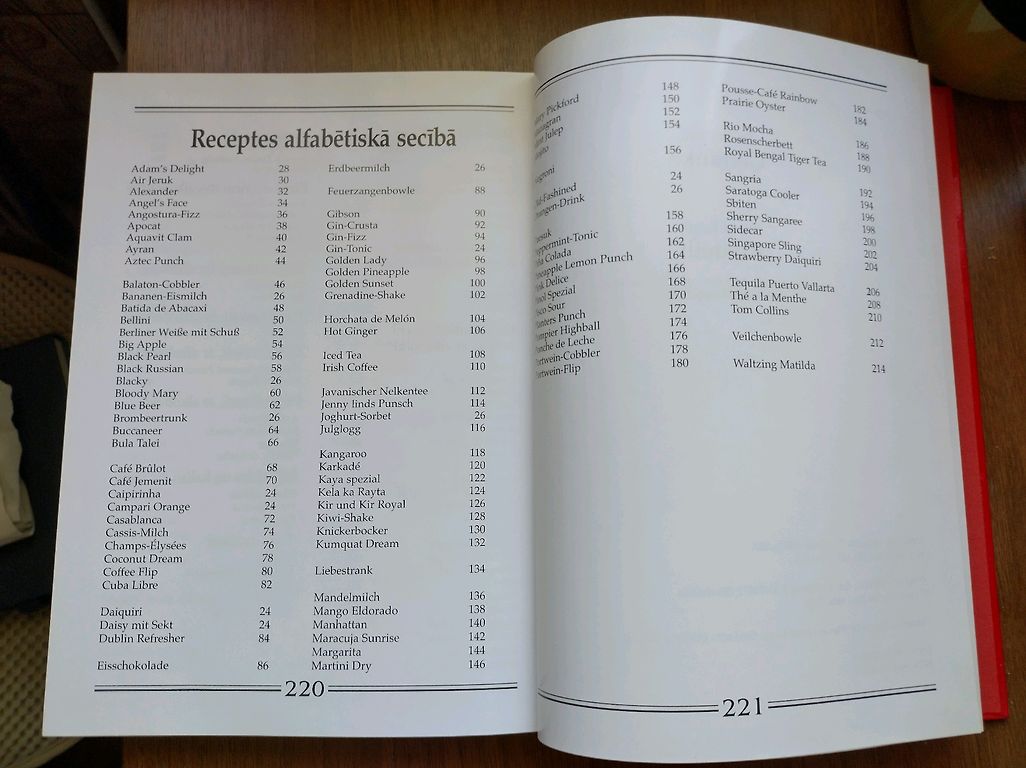 Receptes alfabētiskā secībā
Adam's Delight 28
Air Jeruk 30
Alexander 32
Angel's Face 34
Angostura-Fizz 36
Apocat 38
Aquavit Clam 40
Ayran 42
Aztec Punch 44
Balaton-Cobbler 46
Bananen-Eismilch 26
Batida de Abacaxi 48
Bellini 50
Berliner Weiße mit Schuß 52
Big Apple 54
Black Pearl 56
Black Russian 58
Blacky 26
Bloody Mary 60
Blue Beer 62
Brombeertrunk 26
Buccaneer 64
Bula Talei 66
Café Brûlot 68
Café Jemenit 70
Caipirinha 24
Campari Orange 24
Casablanca 72
Cassis-Milch 74
Champs-Élysées 76
Coconut Dream 78
Coffee Flip 80
Cuba Libre 82
Daiquiri 24
Daisy mit Sekt 24
Dublin Refresher 84
Eisschokolade 86
Erdbeermilch 26
Feuerzangenbowle 88
Gibson 90
Gin-Crusta 92
Gin-Fizz 94
Gin-Tonic 24
Golden Lady 96
Golden Pineapple 98
Golden Sunset 100
Grenadine-Shake 102
Horchata de Melón 104
Hot Ginger 106
Iced Tea 108
Irish Coffee 110
Javanischer Nelkentee 112
Jenny linds Punsch 114
Joghurt-Sorbet 26
Julglogg 116
Kangaroo 118
Karkadé 120
Kaya spezial 122
Kela ka Rayta 124
Kir und Kir Royal 126
Kiwi-Shake 128
Knickerbocker 130
Kumquat Dream 132
Liebestrank 134
Mandelmilch 136
Mango Eldorado 138
Manhattan 140
Maracuja Sunrise 142
Margarita 144
Martini Dry 146
220
Pickford 148
150
Julep 152
154
156
24
26
158
160
Colada 162
Lemon Punch 164
Delice 166
Spezial 168
Sour 170
Punch 172
Highball 174
de Leche 176
178
180
Pousse-Café Rainbow 182
Prairie Oyster 184
Rio Mocha 186
Rosenscherbett 188
Royal Bengal Tiger Tea 190
Sangria 192
Saratoga Cooler 194
Sbiten 196
Sherry Sangaree 198
Sidecar 200
Singapore Sling 202
Strawberry Daiquiri 204
Tequila Puerto Vallarta 206
Thé a la Menthe 208
Tom Collins 210
Veilchenbowle 212
Waltzing Matilda 214
221